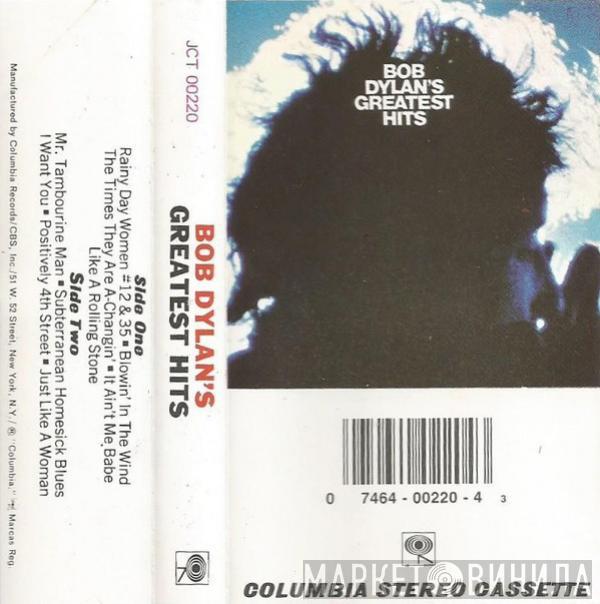 Manufactured by Columbia Records/CBS, Inc./51 W. 52 Street, New York, N.Y./ ℗ "Columbia," Marcas Reg.
Side One
Rainy Day Women #12 & 35 ▪ Blowin' In The Wind
The Times They Are A-Changin' ▪ It Ain't Me Babe
Like A Rolling Stone
Side Two
Mr. Tambourine Man ▪ Subterranean Homesick Blues
I Want You ▪ Positively 4th Street ▪ Just Like A Woman
JCT 00220
BOB DYLAN'S
GREATEST HITS
BOB
DYLAN'S
GREATEST
HITS
0 7464-00220-4 3
COLUMBIA STEREO CASSETTE
МАРКЕТ ВИНИЛА